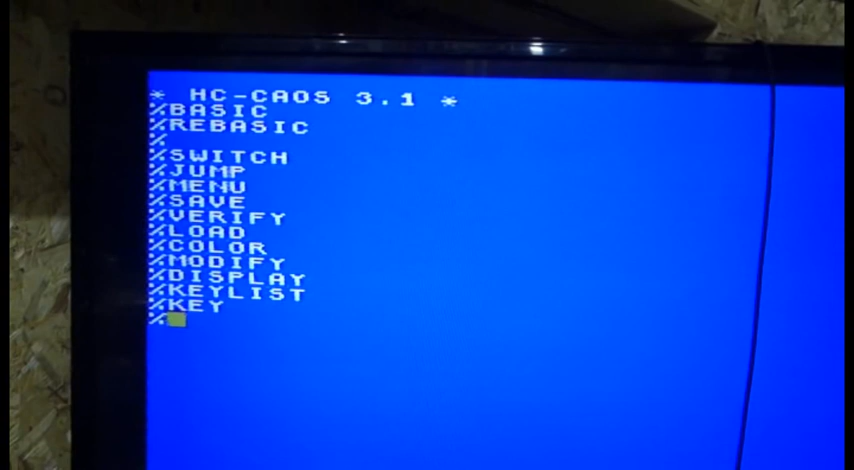 * HC-CAOS 3.1 *
%BASIC
%REBASIC
%
%SWITCH
%JUMP
%MENU
%SAVE
%VERIFY
%LOAD
%COLOR
%MODIFY
%DISPLAY
%KEYLIST
%KEY
%